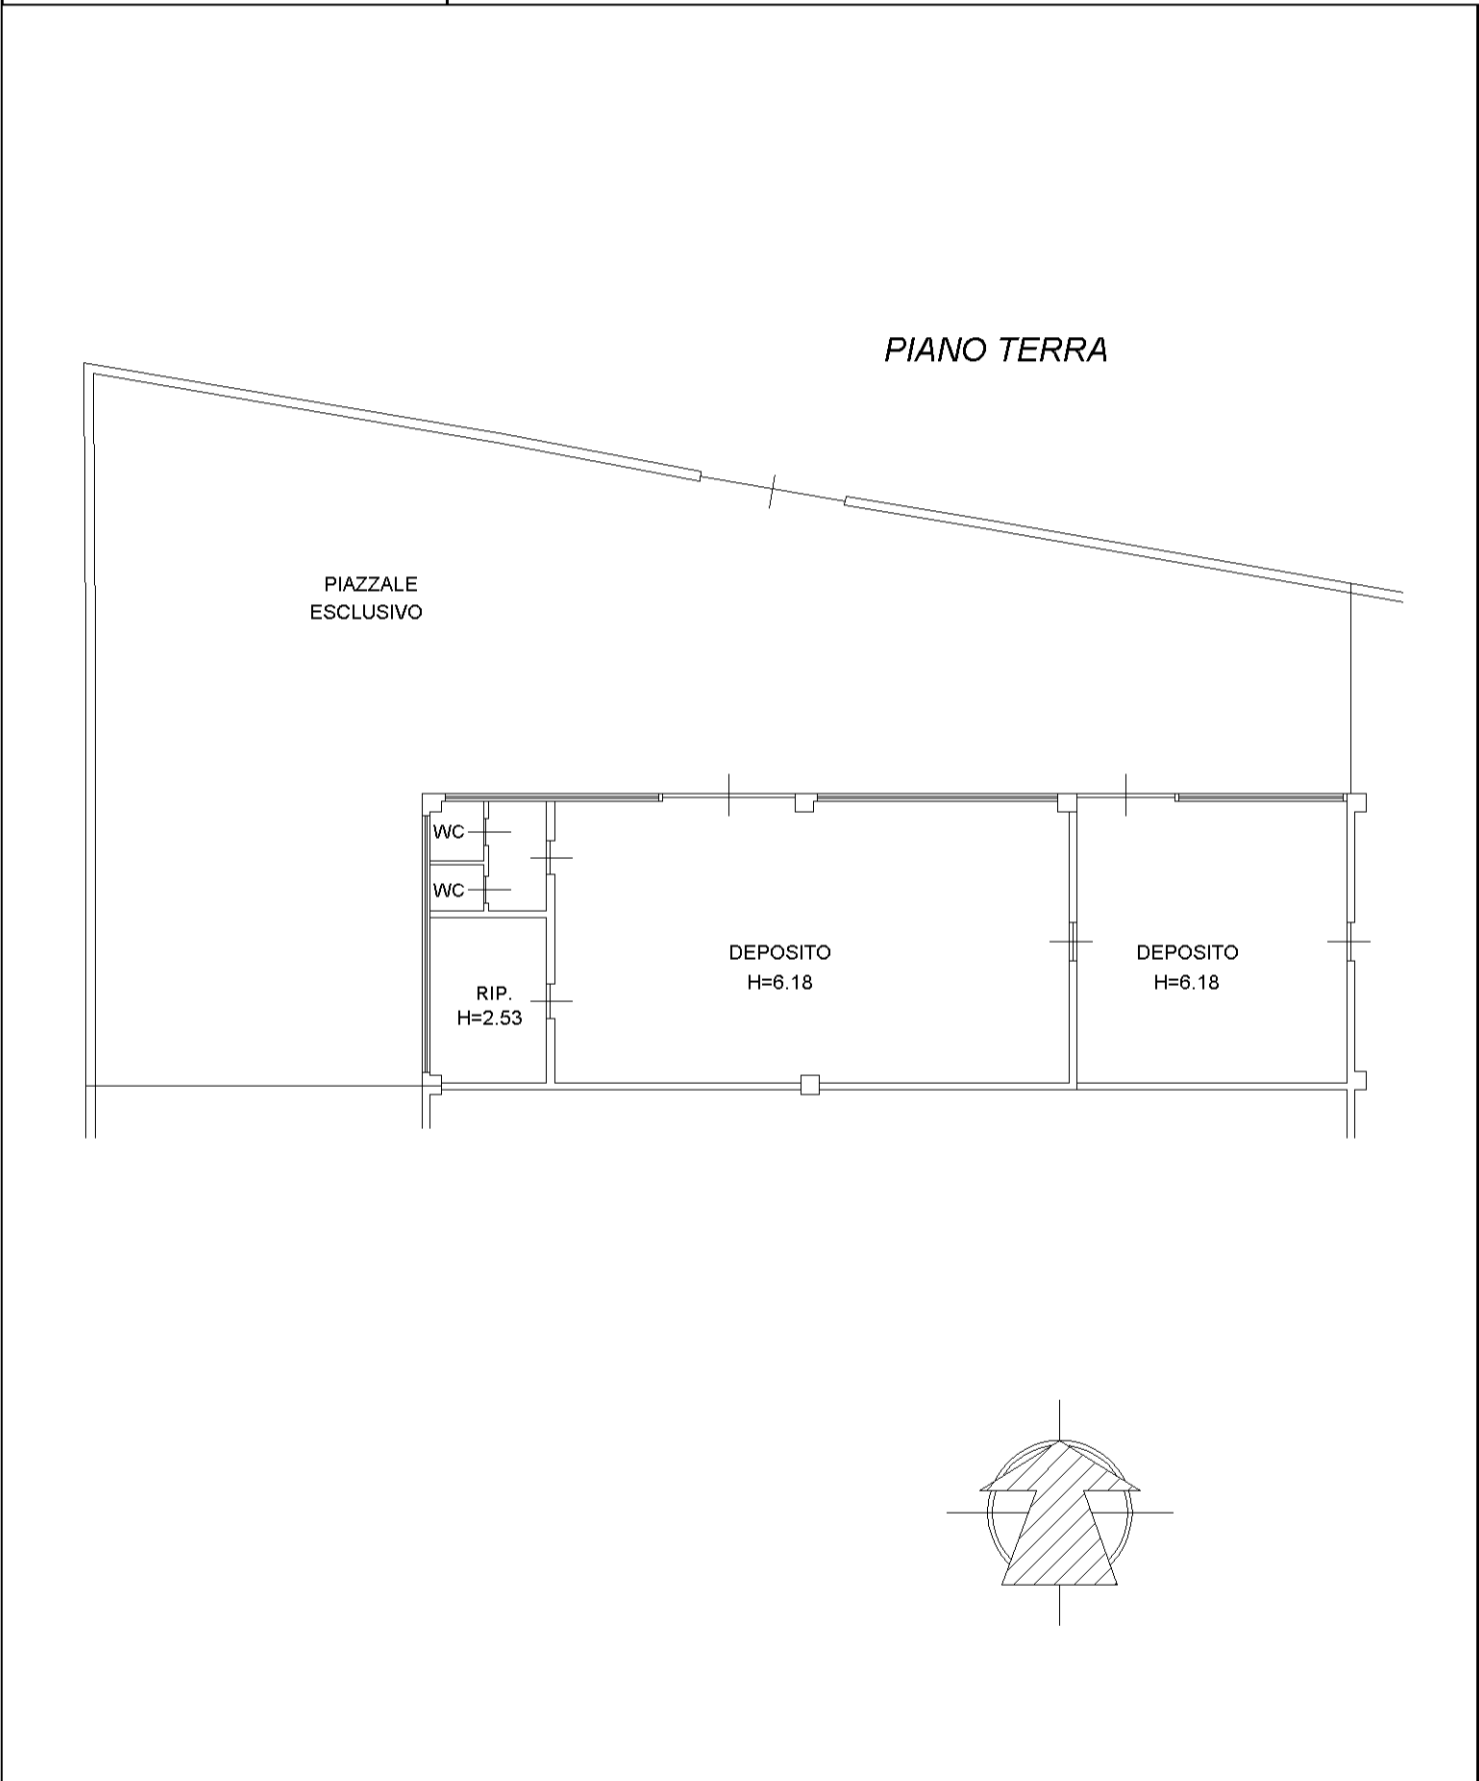 PIANO TERRA
PIAZZALE
ESCLUSIVO
WC
WC
DEPOSITO
H=6.18
DEPOSITO
H=6.18
RIP.
H=2.53